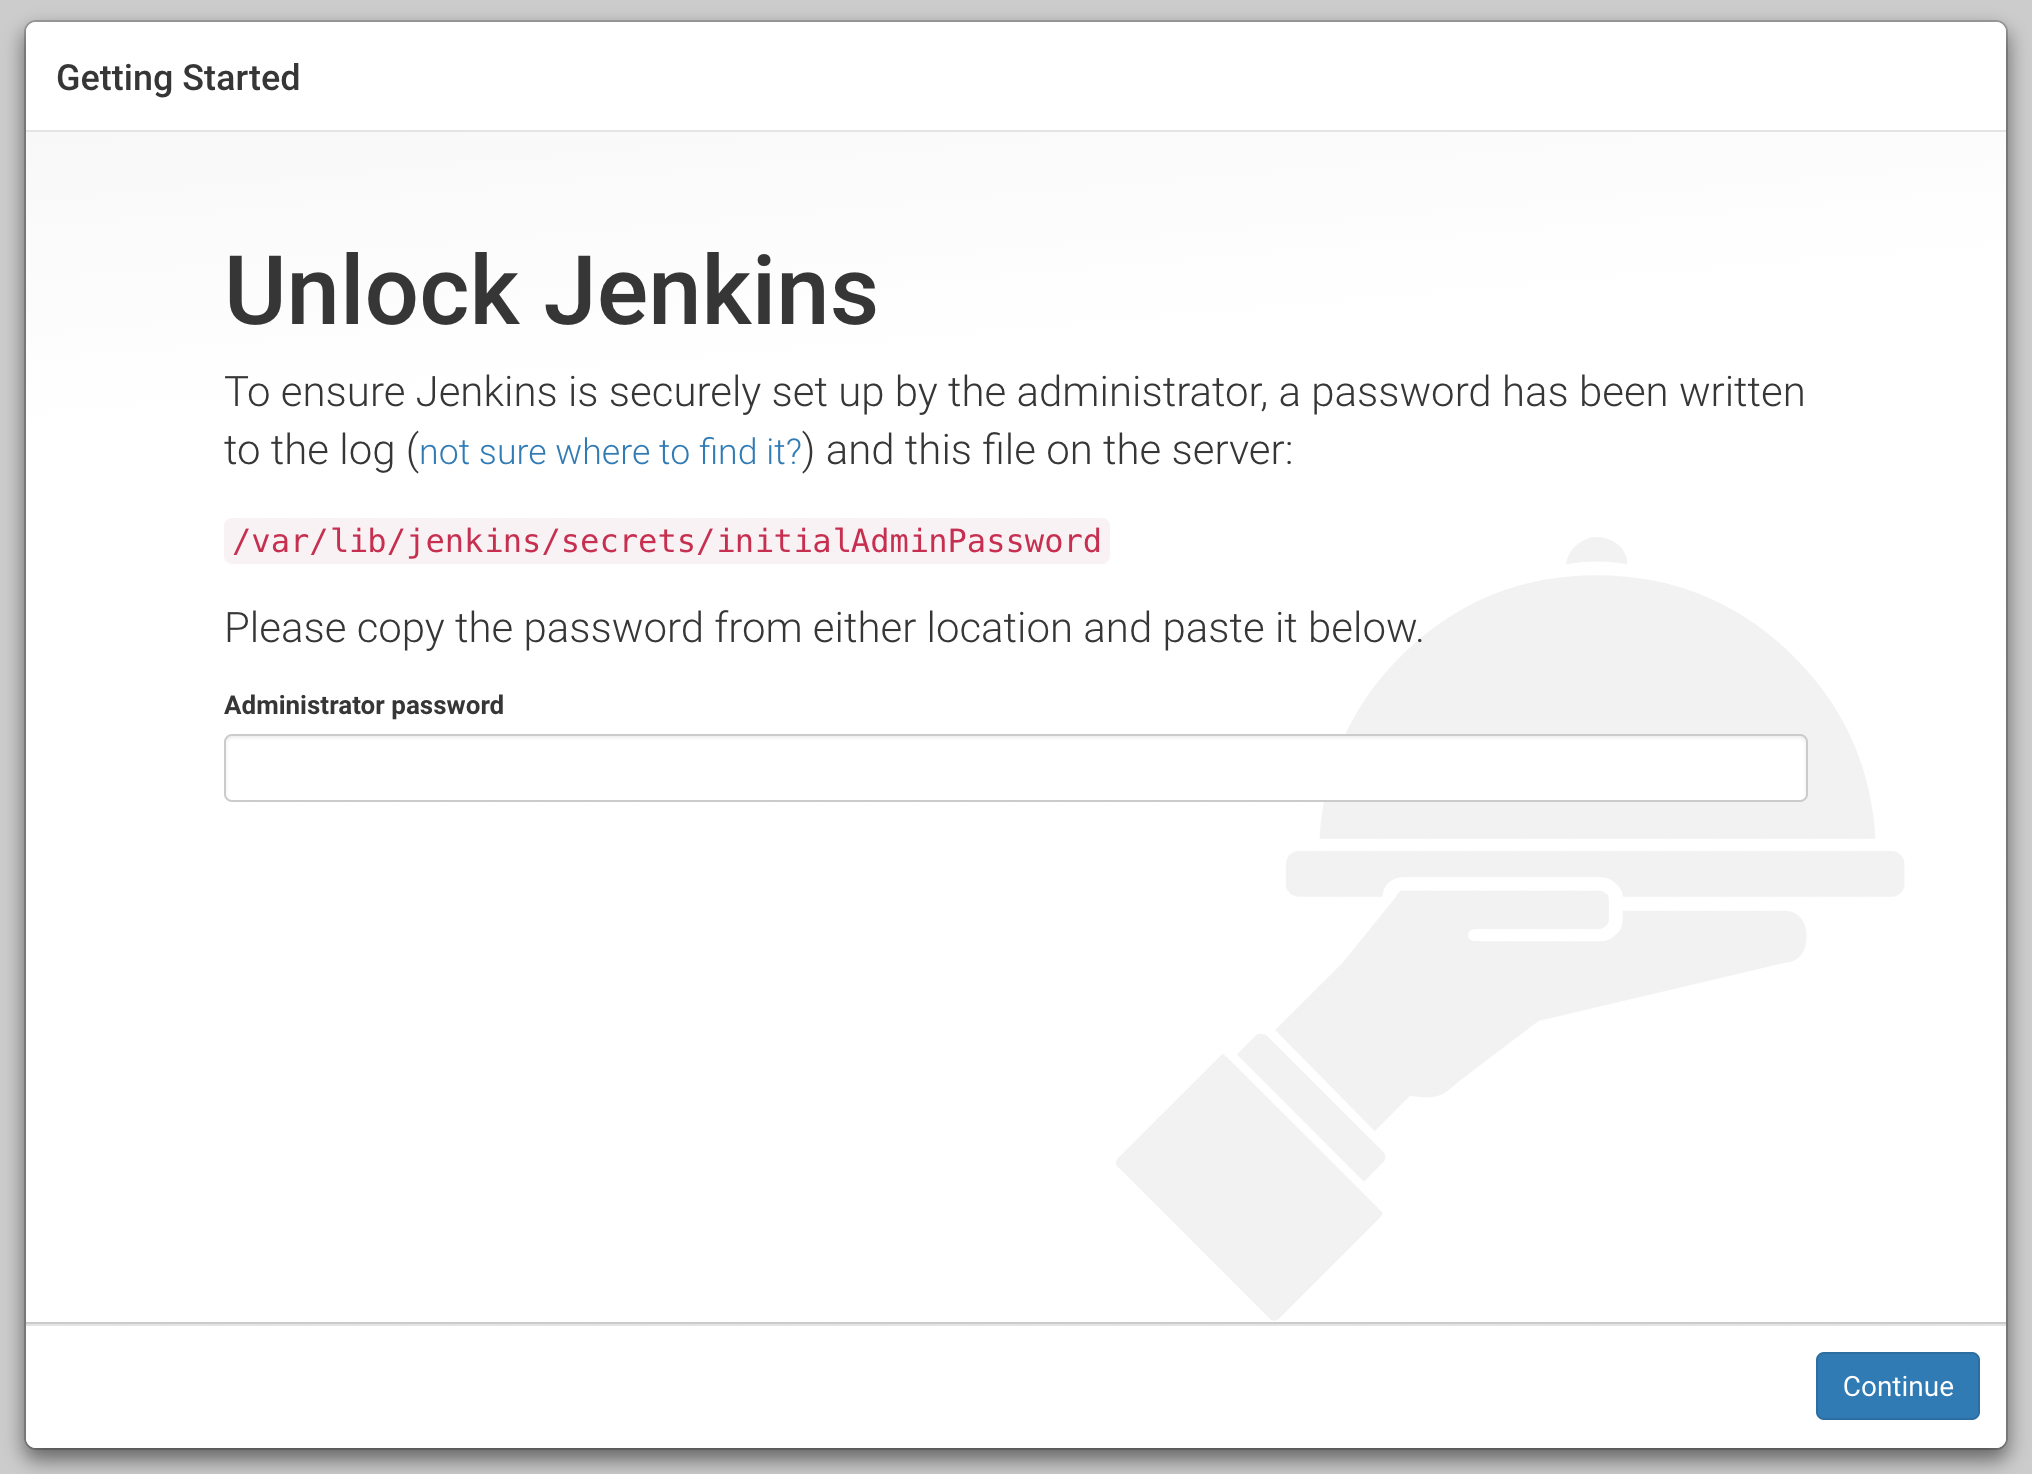 Getting Started
Unlock Jenkins
To ensure Jenkins is securely set up by the administrator, a password has been written
to the log (not sure where to find it?) and this file on the server:
/var/lib/jenkins/secrets/initialAdminPassword
Please copy the password from either location and paste it below.
Administrator password
Continue